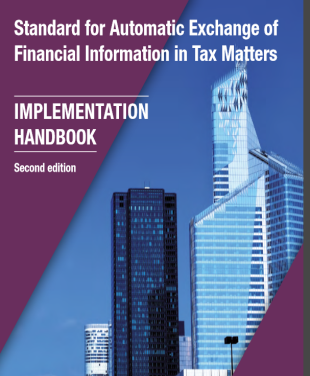 Standard for Automatic Exchange of
Financial Information in Tax Matters
IMPLEMENTATION
HANDBOOK
Second edition